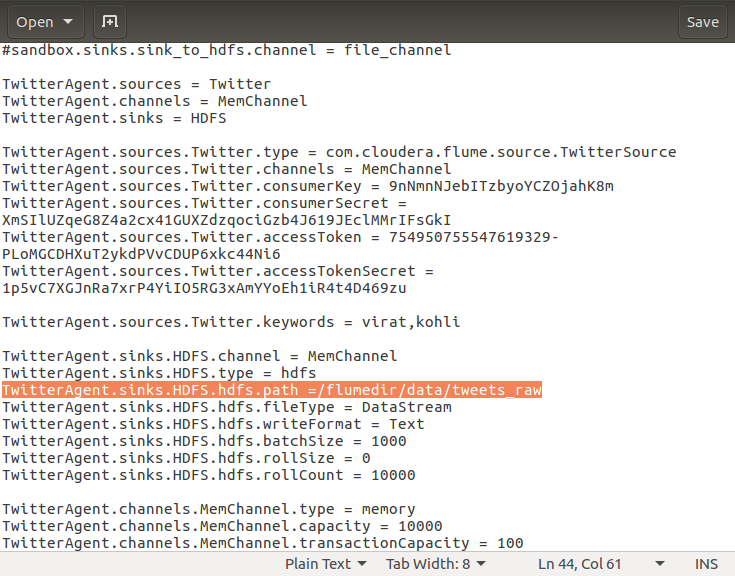 Open
Save
#sandbox.sinks.sink_to_hdfs.channel = file_channel
TwitterAgent.sources = Twitter
TwitterAgent.channels = MemChannel
TwitterAgent.sinks = HDFS
TwitterAgent.sources.Twitter.type = com.cloudera.flume.source.TwitterSource
TwitterAgent.sources.Twitter.channels = MemChannel
TwitterAgent.sources.Twitter.consumerKey = 9nNmnNJebITzbyoYCZOjahK8m
TwitterAgent.sources.Twitter.consumerSecret =
XmSIlUZqeG8Z4a2cx41GUXZdzqociGzb4J619JEclMMrIFsGkI
TwitterAgent.sources.Twitter.accessToken = 754950755547619329-
PLoMGCDHXuT2ykdPVvCDUP6xkc44Ni6
TwitterAgent.sources.Twitter.accessTokenSecret =
1p5vC7XGJnRa7xrP4YiIO5RG3xAmYYoEh1iR4t4D469zu
TwitterAgent.sources.Twitter.keywords = virat,kohli
TwitterAgent.sinks.HDFS.channel = MemChannel
TwitterAgent.sinks.HDFS.type = hdfs
TwitterAgent.sinks.HDFS.hdfs.path =/flumedir/data/tweets_raw
TwitterAgent.sinks.HDFS.hdfs.fileType = DataStream
TwitterAgent.sinks.HDFS.hdfs.writeFormat = Text
TwitterAgent.sinks.HDFS.hdfs.batchSize = 1000
TwitterAgent.sinks.HDFS.hdfs.rollSize = 0
TwitterAgent.sinks.HDFS.hdfs.rollCount = 10000
TwitterAgent.channels.MemChannel.type = memory
TwitterAgent.channels.MemChannel.capacity = 10000
TwitterAgent.channels.MemChannel.transactionCapacity = 100
Plain Text Tab Width: 8 Ln 44, Col 61 INS